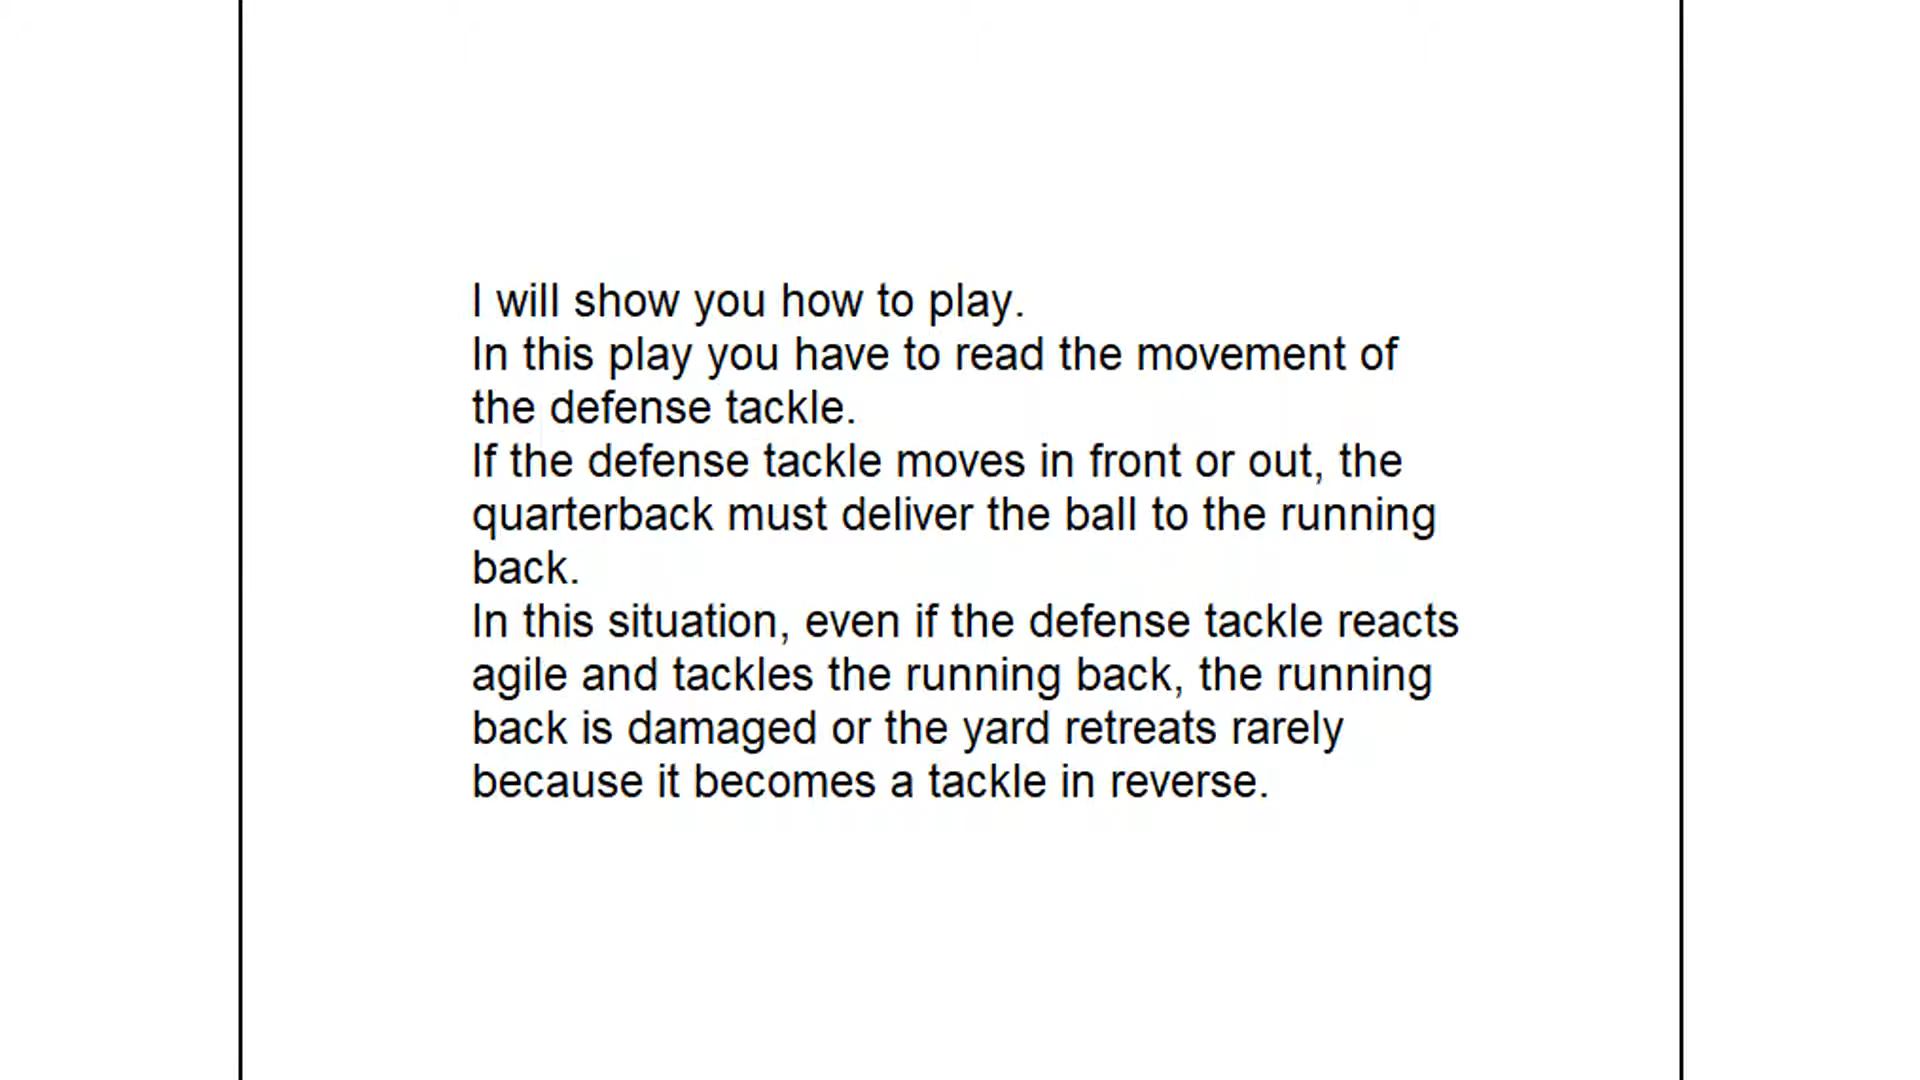 I will show you how to play.
In this play you have to read the movement of
the defense tackle.
If the defense tackle moves in front or out, the
quarterback must deliver the ball to the running
back.
In this situation, even if the defense tackle reacts
agile and tackles the running back, the running
back is damaged or the yard retreats rarely
because it becomes a tackle in reverse.